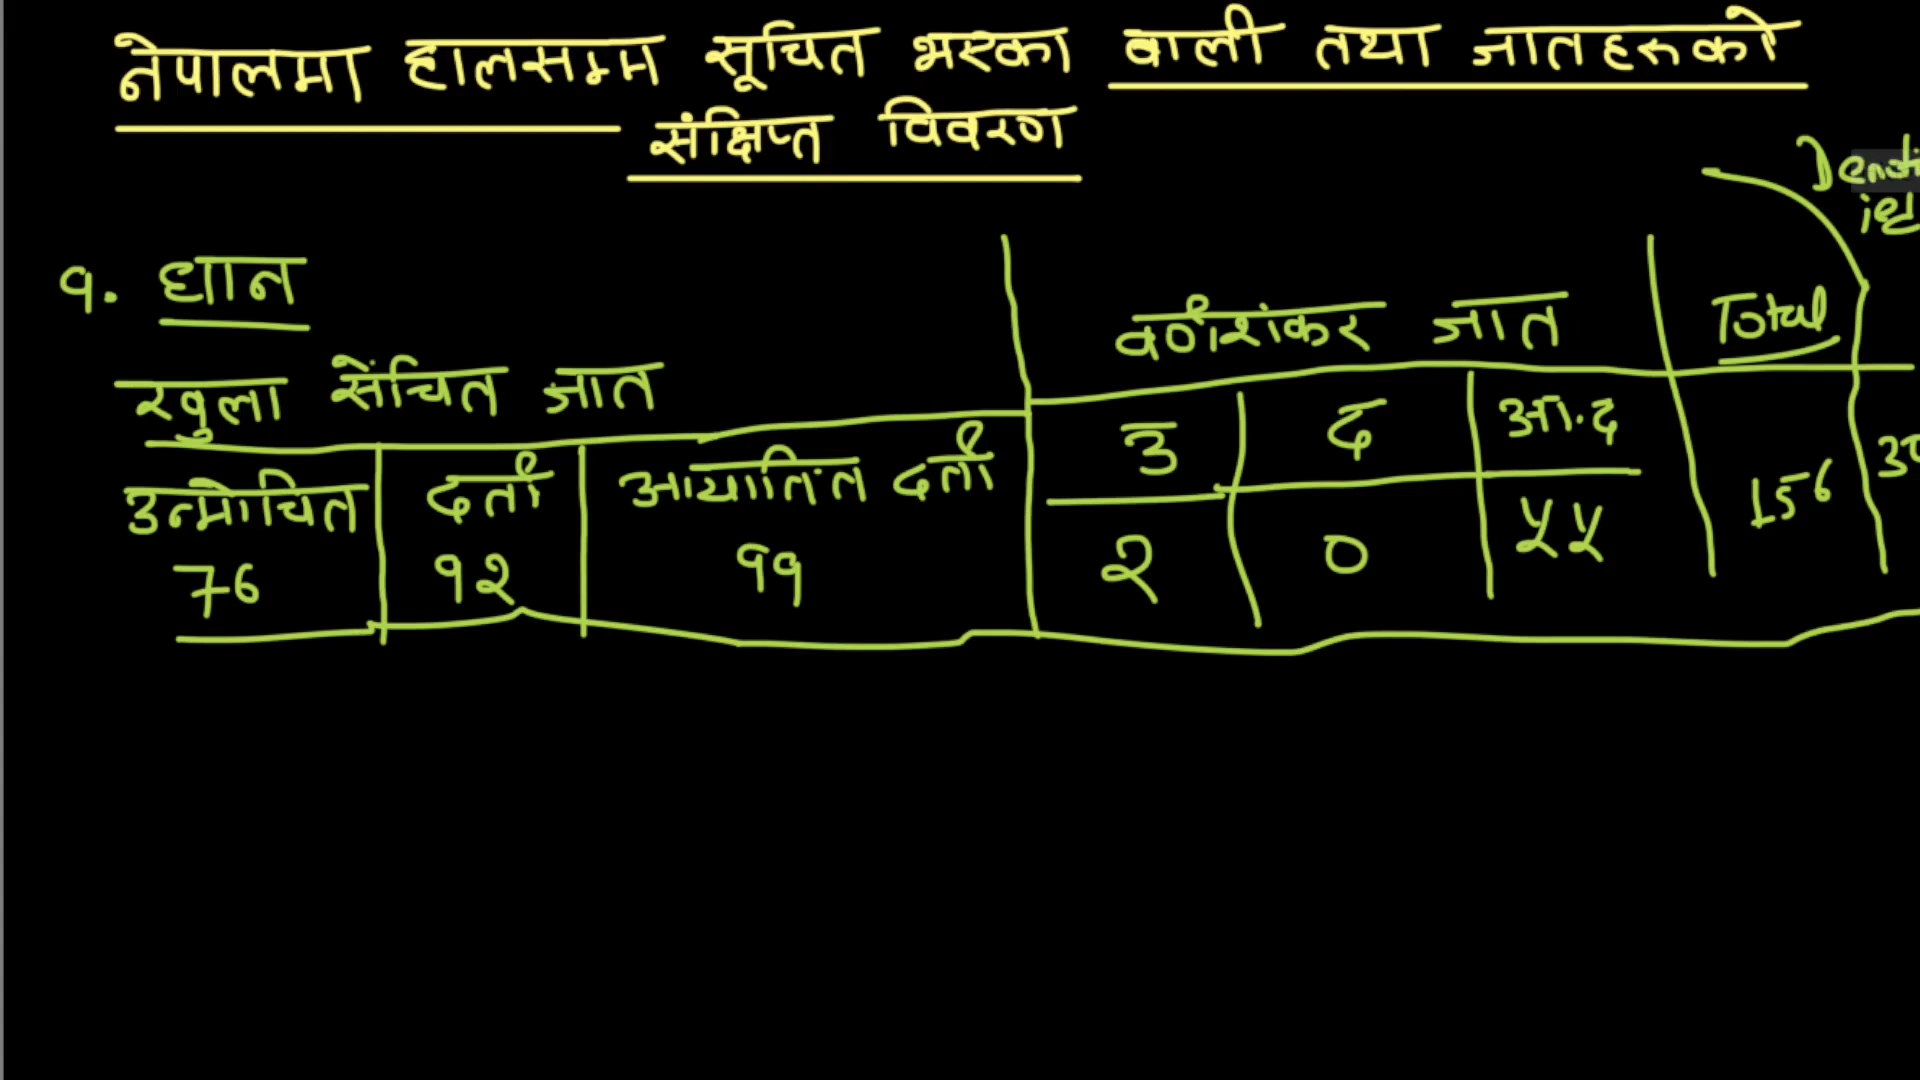 नेपालमा हालसम्म सूचित भएका बाली तथा जातहरुको
संक्षिप्त विवरण
१. धान
खुला सेंचित जात वर्णशंकर जात Total
उन्मोचित दर्ता आयातित दर्ता उ द आ.द
76 १२ ११ २ ० ५५ 156